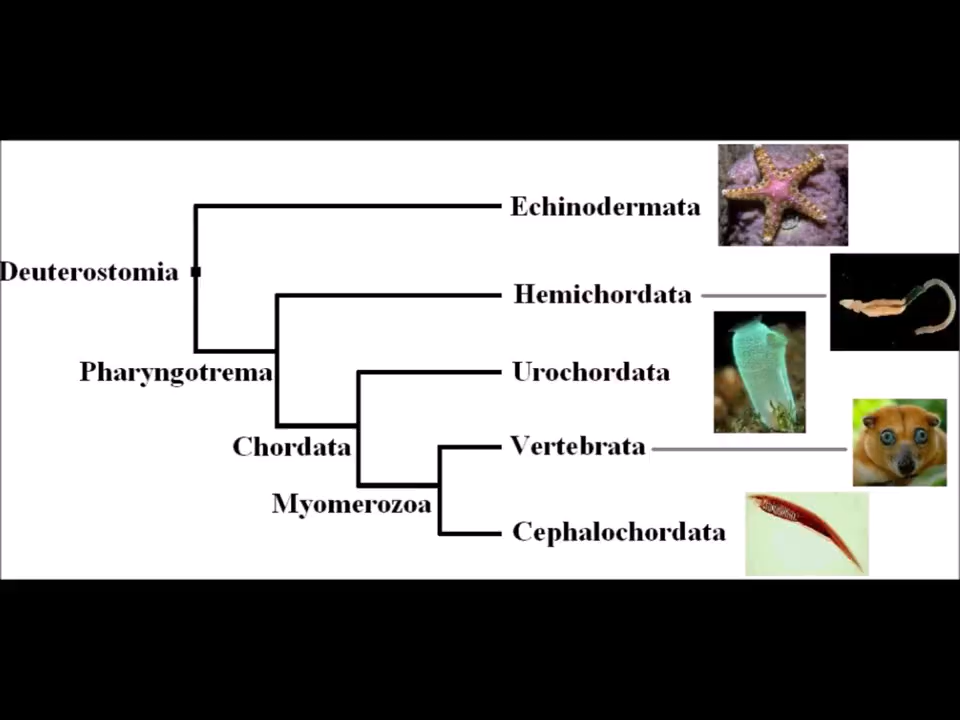 Echinodermata
Deuterostomia
Hemichordata
Pharyngotrema
Urochordata
Chordata
Vertebrata
Myomerozoa
Cephalochordata